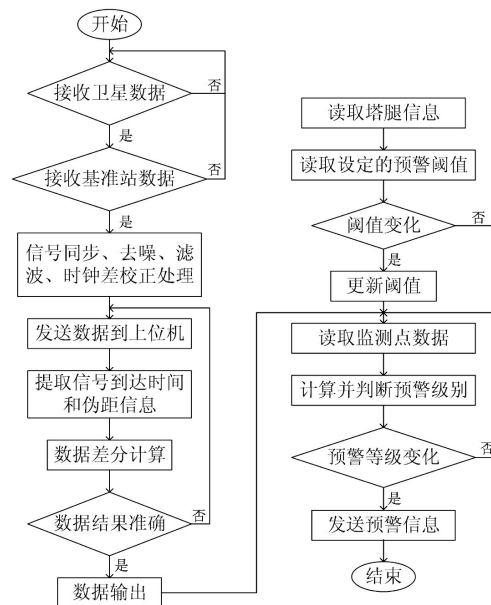 开始
接收卫星数据
否
是
接收基准站数据
否
是
信号同步、去噪、滤
波、时钟差校正处理
发送数据到上位机
提取信号到达时间
和伪距信息
数据差分计算
数据结果准确
否
是
数据输出
读取塔腿信息
读取设定的预警阈值
阈值变化
否
是
更新阈值
读取监测点数据
计算并判断预警级别
预警等级变化
否
是
发送预警信息
结束